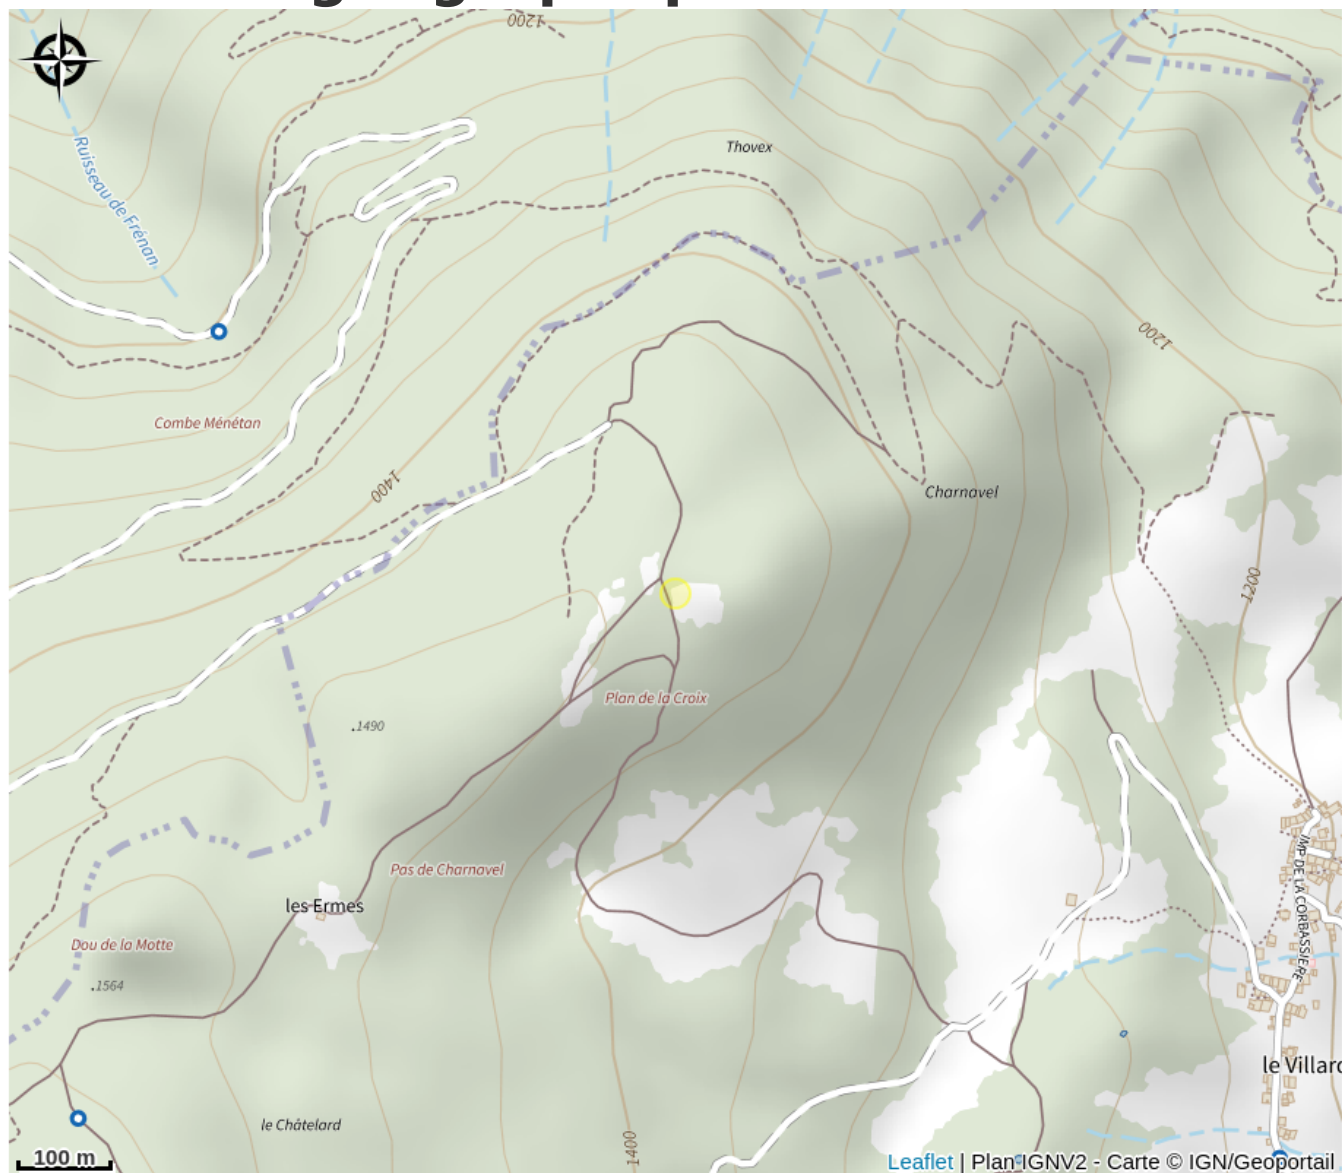 1200
Ruisseau de Frénan
Thovex
1200
Combe Ménétan
1400
Charnavel
1200
Plan de la Croix
.1490
Pas de Charnavel
les Ermes
IMP DE LA CORBASSIERE
Dou de la Motte
.1564
le Villard
le Châtelard
1400
100 m
Leaflet | Plan IGNV2 - Carte © IGN/Geoportail